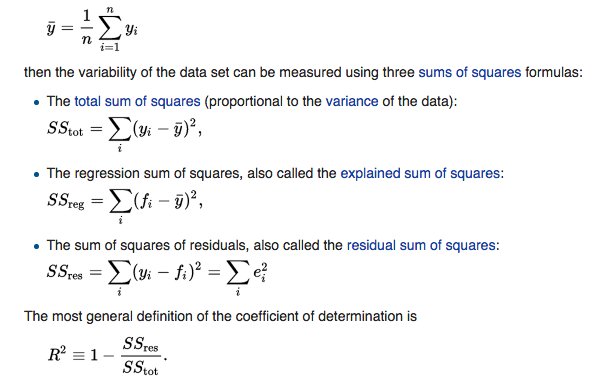 ȳ = 1/n ∑_{i=1}^{n} y_i
then the variability of the data set can be measured using three sums of squares formulas:
• The total sum of squares (proportional to the variance of the data):
SS_tot = ∑_i (y_i − ȳ)²,
• The regression sum of squares, also called the explained sum of squares:
SS_reg = ∑_i (f_i − ȳ)²,
• The sum of squares of residuals, also called the residual sum of squares:
SS_res = ∑_i (y_i − f_i)² = ∑_i e_i²
The most general definition of the coefficient of determination is
R² ≡ 1 − SS_res/SS_tot.